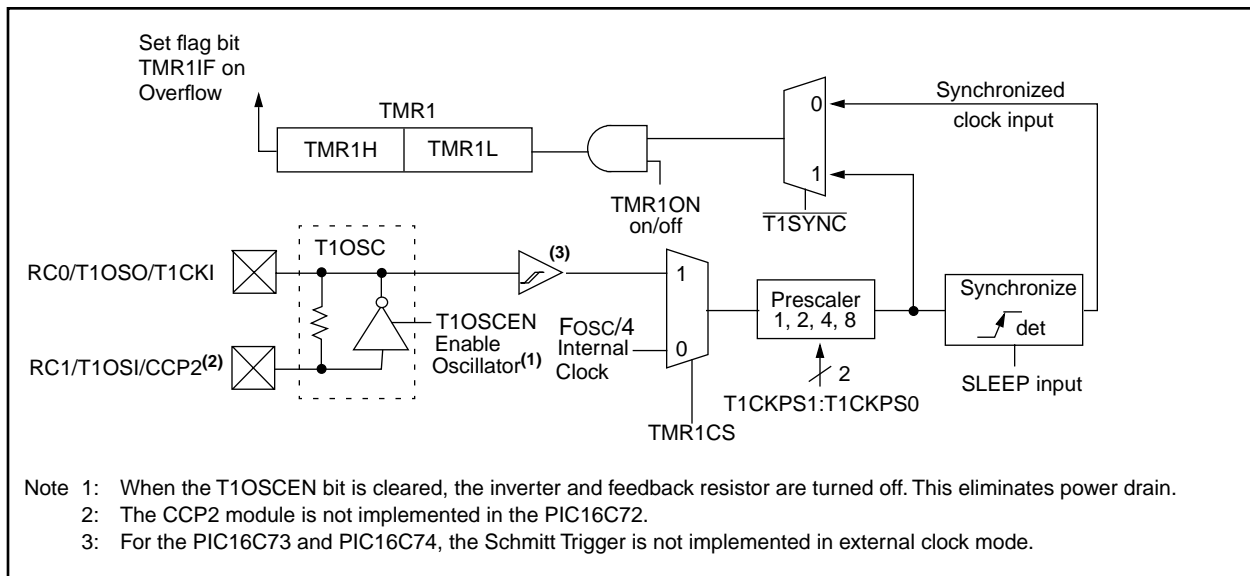 Set flag bit
TMR1IF on
Overflow
TMR1
TMR1H
TMR1L
TMR1ON
on/off
0
1
T1SYNC
Synchronized
clock input
RC0/T1OSO/T1CKI
T1OSC
(3)
RC1/T1OSI/CCP2(2)
T1OSCEN
Enable
Oscillator(1)
FOSC/4
Internal
Clock
1
0
TMR1CS
Prescaler
1, 2, 4, 8
2
T1CKPS1:T1CKPS0
Synchronize
det
SLEEP input
Note 1: When the T1OSCEN bit is cleared, the inverter and feedback resistor are turned off. This eliminates power drain.
2: The CCP2 module is not implemented in the PIC16C72.
3: For the PIC16C73 and PIC16C74, the Schmitt Trigger is not implemented in external clock mode.